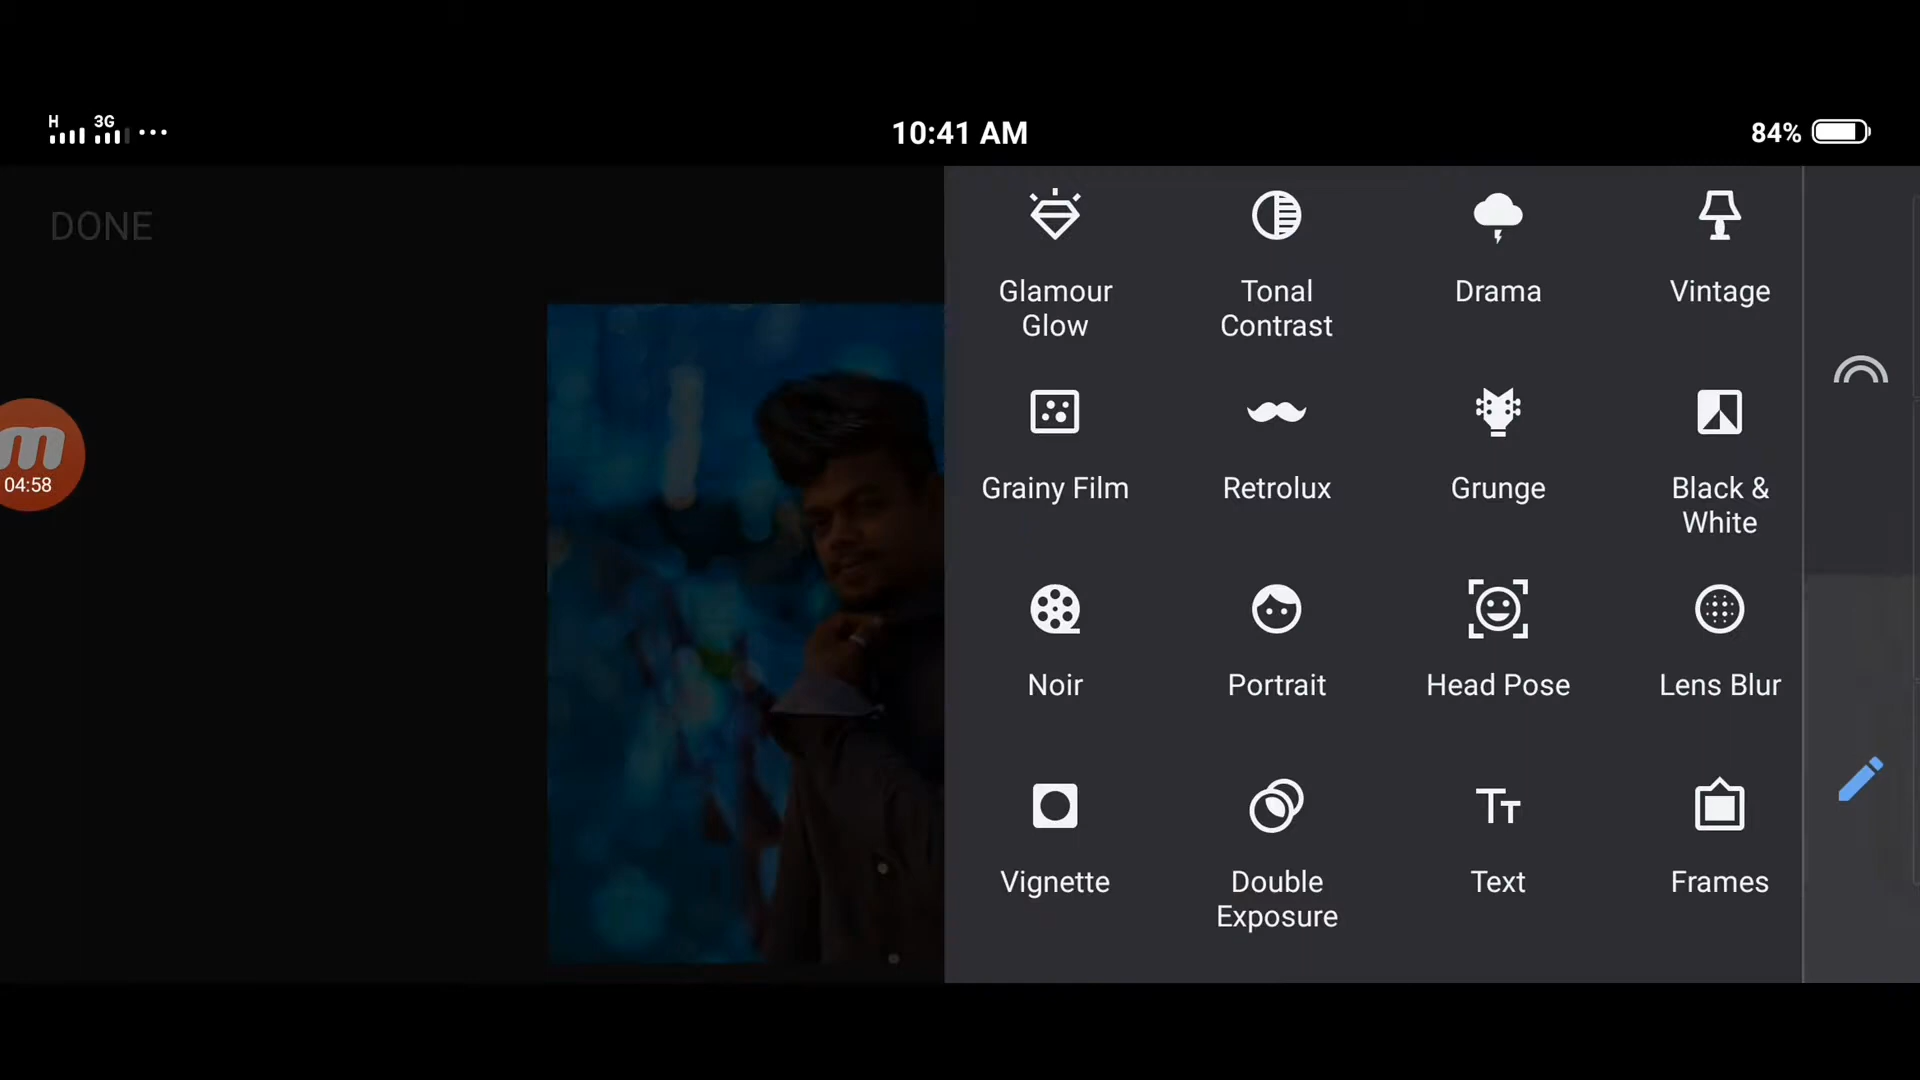 H 3G
10:41 AM
84%
DONE
Glamour
Glow
Tonal
Contrast
Drama
Vintage
m
04:58
Grainy Film
Retrolux
Grunge
Black &
White
Noir
Portrait
Head Pose
Lens Blur
Vignette
Double
Exposure
Tт
Text
Frames